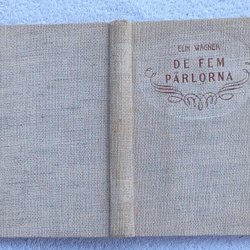 ELIN WÄGNER
DE FEM
PÄRLORNA